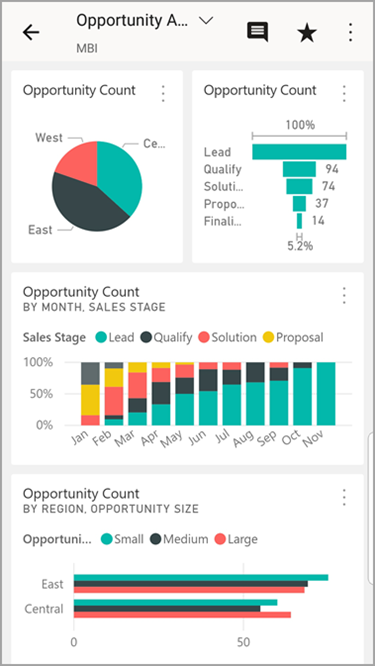 Opportunity A...
MBI
Opportunity Count
West
Ce...
East
Opportunity Count
100%
Lead
Qualify 94
Soluti... 74
Propo... 37
Finali... 14
5.2%
Opportunity Count
BY MONTH, SALES STAGE
Sales Stage Lead Qualify Solution Proposal
100%
50%
0%
Jan Feb Mar Apr May Jun Jul Aug Sep Oct Nov
Opportunity Count
BY REGION, OPPORTUNITY SIZE
Opportuni... Small Medium Large
East
Central
0 50